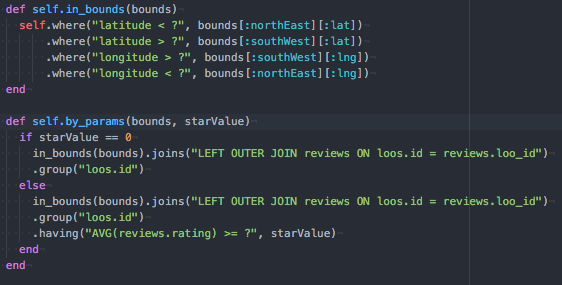 def self.in_bounds(bounds)
  self.where("latitude < ?", bounds[:northEast][:lat])
      .where("latitude > ?", bounds[:southWest][:lat])
      .where("longitude > ?", bounds[:southWest][:lng])
      .where("longitude < ?", bounds[:northEast][:lng])
end
def self.by_params(bounds, starValue)
  if starValue == 0
    in_bounds(bounds).joins("LEFT OUTER JOIN reviews ON loos.id = reviews.loo_id")
    .group("loos.id")
  else
    in_bounds(bounds).joins("LEFT OUTER JOIN reviews ON loos.id = reviews.loo_id")
    .group("loos.id")
    .having("AVG(reviews.rating) >= ?", starValue)
  end
end